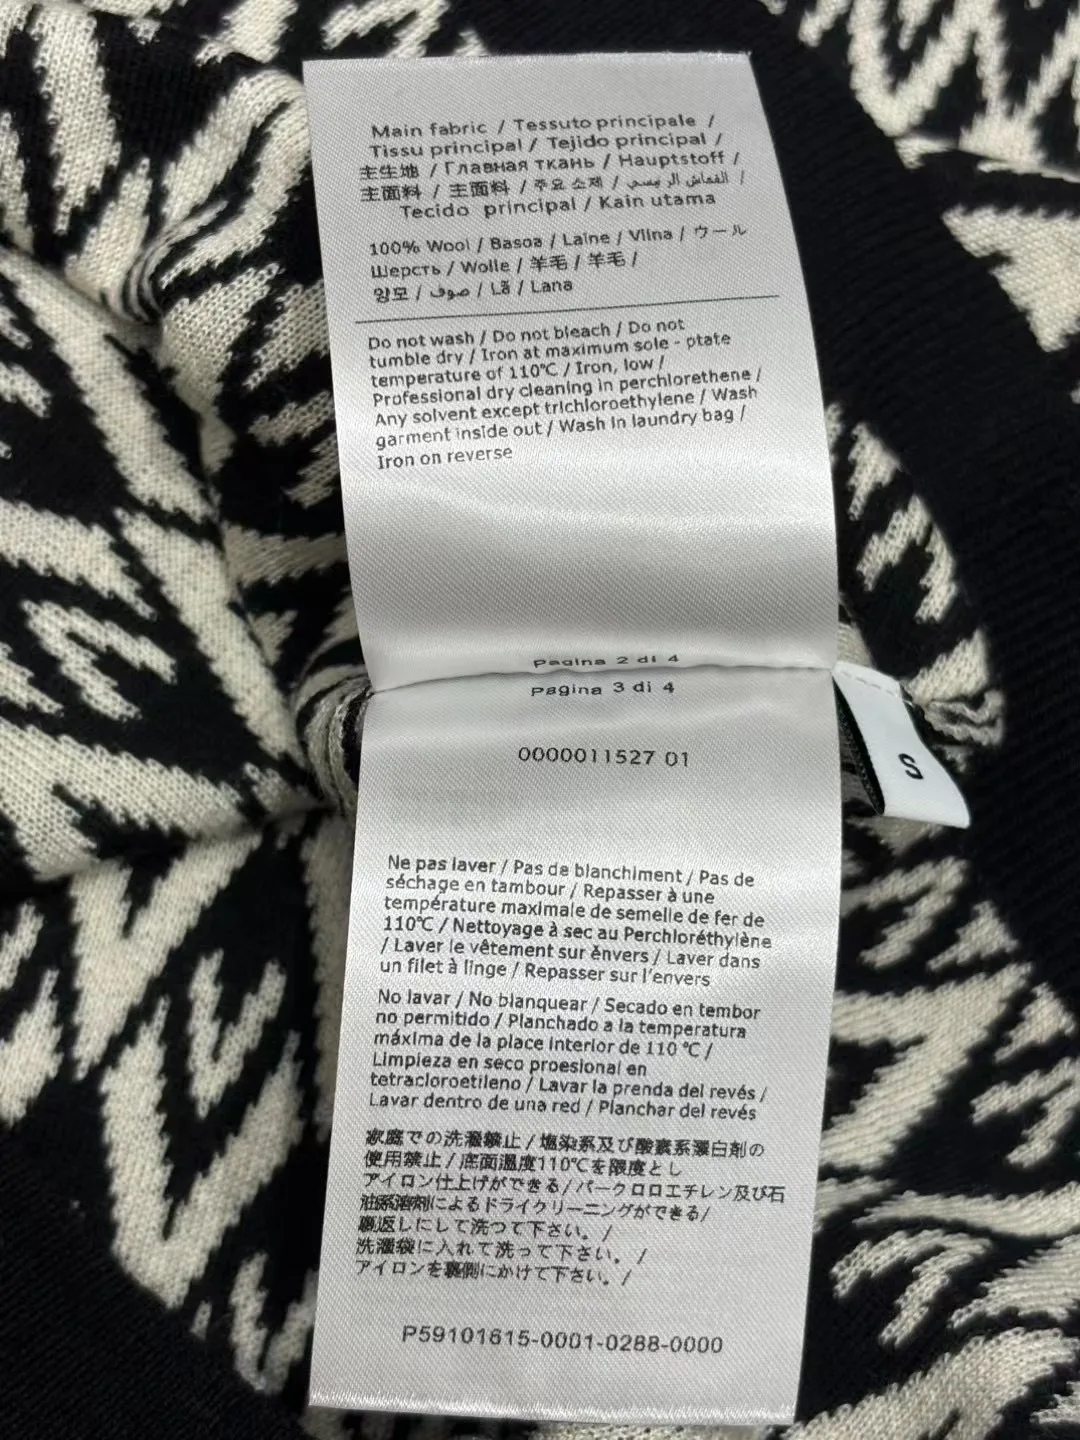 Main fabric / Tessuto principale /
Tissu principal / Tejido principal /
主生地 / Главная ткань / Hauptstoff /
主面料 / 主要面料 / 주요 소재 / القماش الرئيسي /
Tecido principal / Kain utama
100% Wool / Basoa / Laine / Vilna / ウール
Шерсть / Wolle / 羊毛 / 羊毛 /
양모 / صوف / Lã / Lana
Do not wash / Do not bleach / Do not
tumble dry / Iron at maximum sole - ptate
temperature of 110℃ / Iron, low /
Professional dry cleaning in perchlorethene /
Any solvent except trichloroethylene / Wash
garment inside out / Wash in laundry bag /
Iron on reverse
Pagina 2 di 4
Pagina 3 di 4
0000011527 01
S
Ne pas laver / Pas de blanchiment / Pas de
séchage en tambour / Repasser à une
température maximale de semelle de fer de
110℃ / Nettoyage à sec au Perchloréthylène
/ Laver le vêtement sur ênvers / Laver dans
un filet à linge / Repasser sur l'envers
No lavar / No blanquear / Secado en tembor
no permitido / Planchado a la temperatura
máxima de la place interior de 110 ℃ /
Limpieza en seco proesional en
tetracloroetileno / Lavar la prenda del revés /
Lavar dentro de una red / Planchar del revés
家庭での洗濯禁止 / 塩染系及び酸素系漂白剤の
使用禁止 / 底面温度110℃を限度とし
アイロン仕上げができる / パークロロエチレン及び石
油系溶剤によるドライクリーニングができる /
裏返しにして洗つて下さい。 /
洗濯袋に入れて洗って下さい。 /
アイロンを裏側にかけて下さい。 /
P59101615-0001-0288-0000